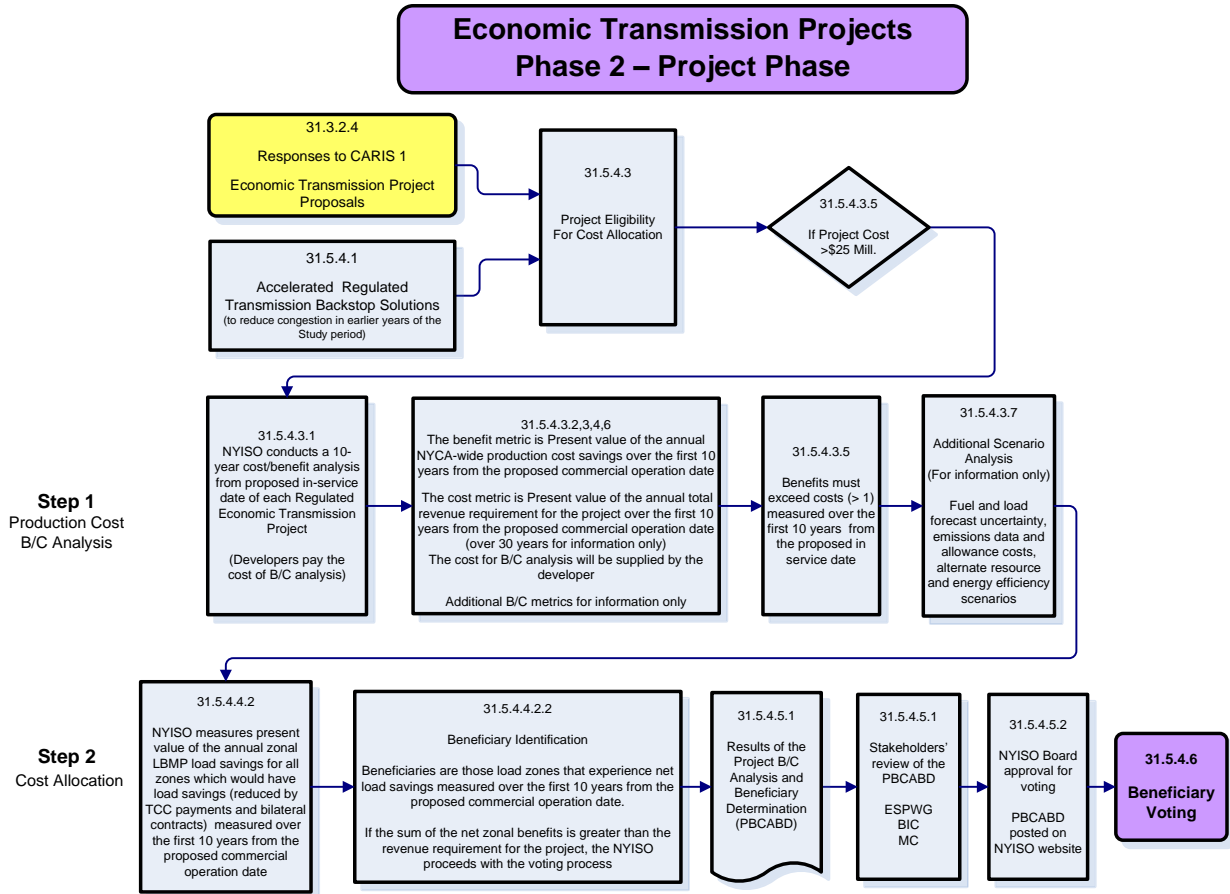 Economic Transmission Projects
Phase 2 – Project Phase
31.3.2.4
Responses to CARIS 1
Economic Transmission Project
Proposals
31.5.4.1
Accelerated Regulated
Transmission Backstop Solutions
(to reduce congestion in earlier years of the
Study period)
31.5.4.3
Project Eligibility
For Cost Allocation
31.5.4.3.5
If Project Cost
>$25 Mill.
Step 1
Production Cost
B/C Analysis
31.5.4.3.1
NYISO conducts a 10-
year cost/benefit analysis
from proposed in-service
date of each Regulated
Economic Transmission
Project
(Developers pay the
cost of B/C analysis)
31.5.4.3.2,3,4,6
The benefit metric is Present value of the annual
NYCA-wide production cost savings over the first 10
years from the proposed commercial operation date
The cost metric is Present value of the annual total
revenue requirement for the project over the first 10
years from the proposed commercial operation date
(over 30 years for information only)
The cost for B/C analysis will be supplied by the
developer
Additional B/C metrics for information only
31.5.4.3.5
Benefits must
exceed costs (> 1)
measured over the
first 10 years from
the proposed in
service date
31.5.4.3.7
Additional Scenario
Analysis
(For information only)
Fuel and load
forecast uncertainty,
emissions data and
allowance costs,
alternate resource
and energy efficiency
scenarios
Step 2
Cost Allocation
31.5.4.4.2
NYISO measures present
value of the annual zonal
LBMP load savings for all
zones which would have
load savings (reduced by
TCC payments and bilateral
contracts) measured over
the first 10 years from the
proposed commercial
operation date
31.5.4.4.2.2
Beneficiary Identification
Beneficiaries are those load zones that experience net
load savings measured over the first 10 years from the
proposed commercial operation date.
If the sum of the net zonal benefits is greater than the
revenue requirement for the project, the NYISO
proceeds with the voting process
31.5.4.5.1
Results of the
Project B/C
Analysis and
Beneficiary
Determination
(PBCABD)
31.5.4.5.1
Stakeholders'
review of the
PBCABD
ESPWG
BIC
MC
31.5.4.5.2
NYISO Board
approval for
voting
PBCABD
posted on
NYISO website
31.5.4.6
Beneficiary
Voting